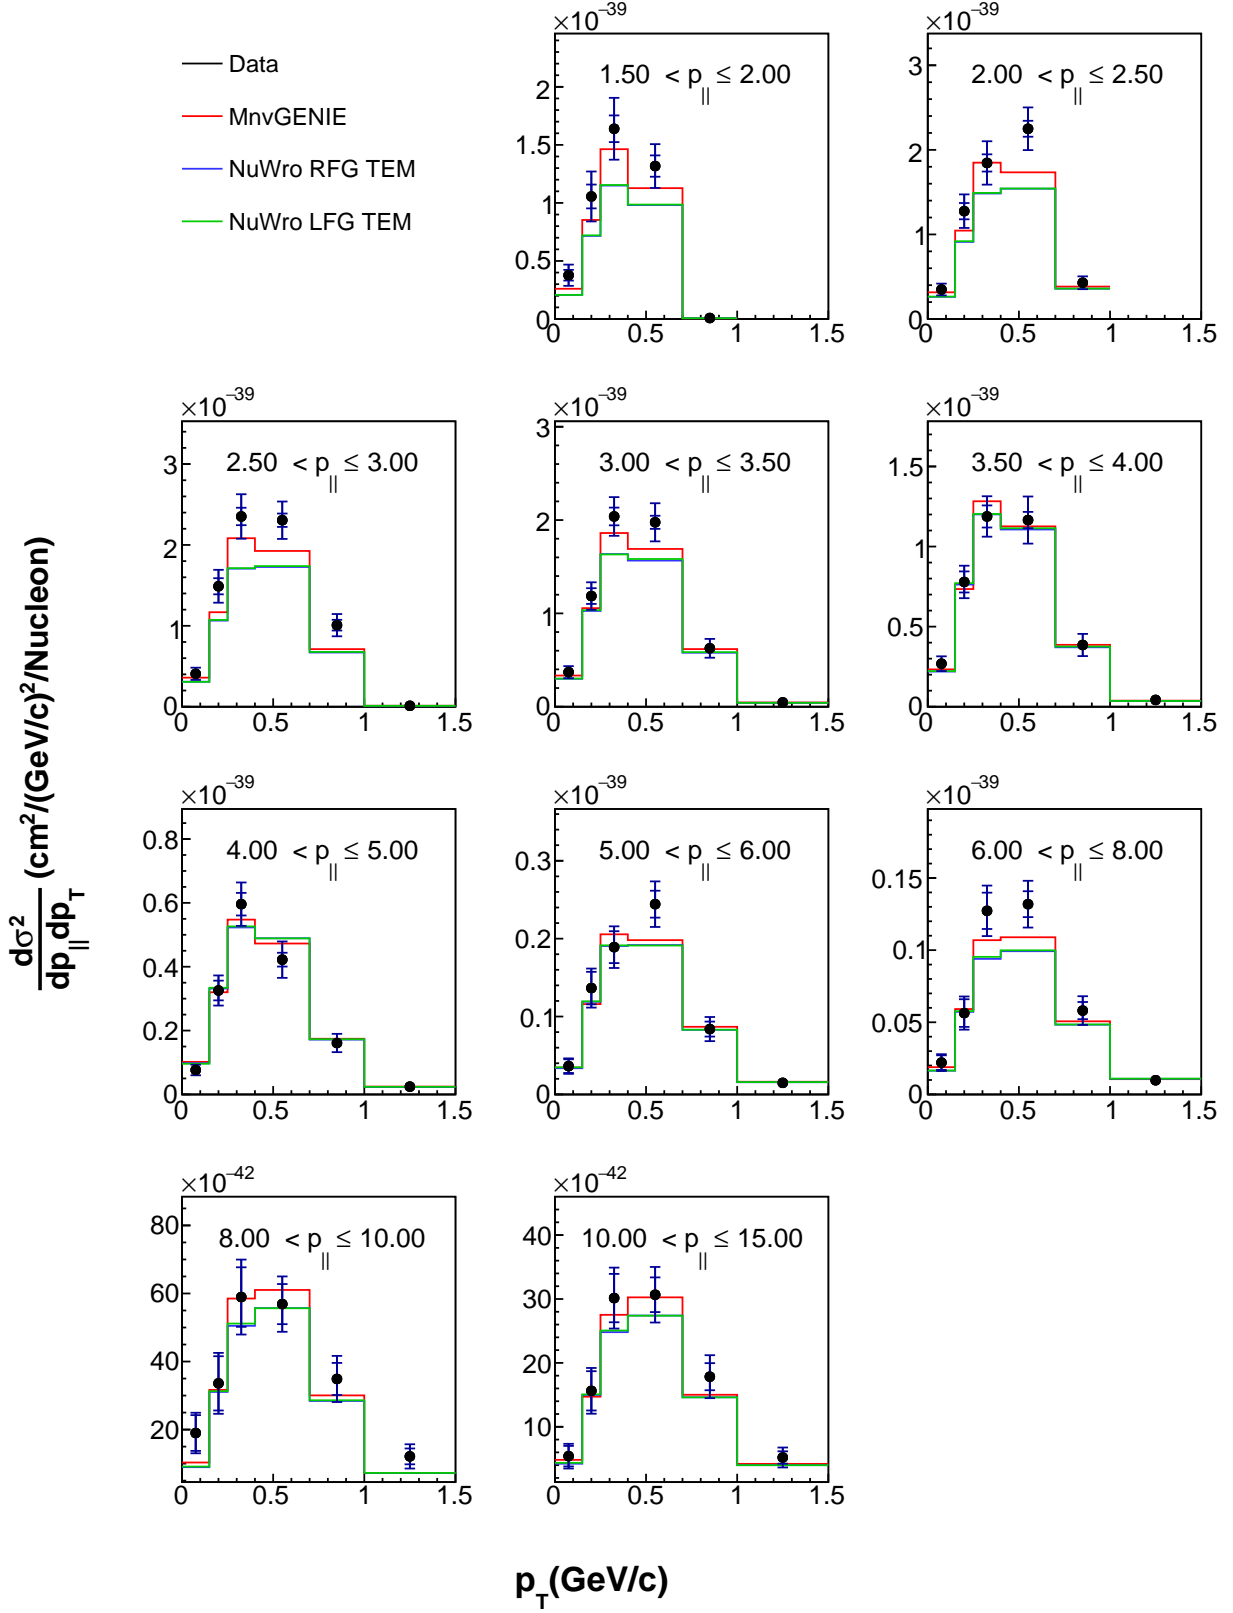 Data
MnvGENIE
NuWro RFG TEM
NuWro LFG TEM
×10⁻³⁹
1.50 < p_|| ≤ 2.00
2
1.5
1
0.5
0
0 0.5 1 1.5
×10⁻³⁹
2.00 < p_|| ≤ 2.50
3
2
1
0
0 0.5 1 1.5
×10⁻³⁹
2.50 < p_|| ≤ 3.00
3
2
1
0
0 0.5 1 1.5
×10⁻³⁹
3.00 < p_|| ≤ 3.50
3
2
1
0
0 0.5 1 1.5
×10⁻³⁹
3.50 < p_|| ≤ 4.00
1.5
1
0.5
0
0 0.5 1 1.5
×10⁻³⁹
4.00 < p_|| ≤ 5.00
0.8
0.6
0.4
0.2
0
0 0.5 1 1.5
×10⁻³⁹
5.00 < p_|| ≤ 6.00
0.3
0.2
0.1
0
0 0.5 1 1.5
×10⁻³⁹
6.00 < p_|| ≤ 8.00
0.15
0.1
0.05
0
0 0.5 1 1.5
×10⁻⁴²
8.00 < p_|| ≤ 10.00
80
60
40
20
0 0.5 1 1.5
×10⁻⁴²
10.00 < p_|| ≤ 15.00
40
30
20
10
0 0.5 1 1.5
dσ²/dp_||dp_T (cm²/(GeV/c)²/Nucleon)
p_T(GeV/c)